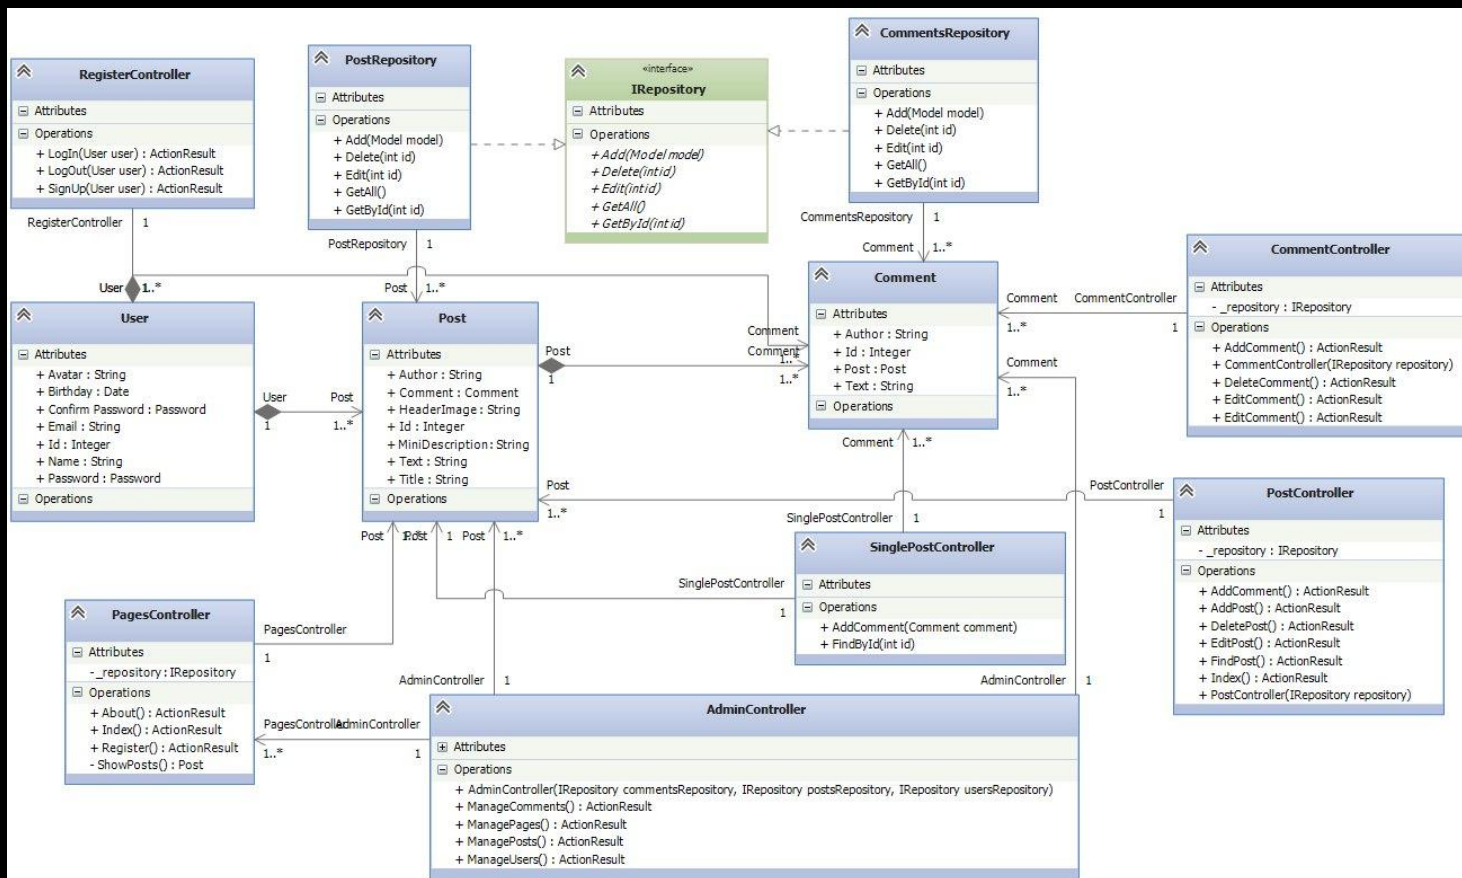 RegisterController
Attributes
Operations
+ LogIn(User user) : ActionResult
+ LogOut(User user) : ActionResult
+ SignUp(User user) : ActionResult
RegisterController 1
PostRepository
Attributes
Operations
+ Add(Model model)
+ Delete(int id)
+ Edit(int id)
+ GetAll()
+ GetById(int id)
PostRepository 1
«interface»
IRepository
Attributes
Operations
+ Add(Model model)
+ Delete(int id)
+ Edit(int id)
+ GetAll()
+ GetById(int id)
CommentsRepository
Attributes
Operations
+ Add(Model model)
+ Delete(int id)
+ Edit(int id)
+ GetAll()
+ GetById(int id)
CommentsRepository 1
Comment 1..*
User 1..*
Post 1..*
User
Attributes
+ Avatar : String
+ Birthday : Date
+ Confirm Password : Password
+ Email : String
+ Id : Integer
+ Name : String
+ Password : Password
Operations
User Post
1 1..*
Post
Attributes
+ Author : String
+ Comment : Comment
+ HeaderImage : String
+ Id : Integer
+ MiniDescription : String
+ Text : String
+ Title : String
Operations
Post
1
Comment
Comment
1..*
1..*
Comment
Attributes
+ Author : String
+ Id : Integer
+ Post : Post
+ Text : String
Operations
Comment CommentController
1..* 1
Comment
1..*
CommentController
Attributes
- _repository : IRepository
Operations
+ AddComment() : ActionResult
+ CommentController(IRepository repository)
+ DeleteComment() : ActionResult
+ EditComment() : ActionResult
+ EditComment() : ActionResult
Comment 1..*
Post PostController
1..* 1
PostController
Attributes
- _repository : IRepository
Operations
+ AddComment() : ActionResult
+ AddPost() : ActionResult
+ DeletePost() : ActionResult
+ EditPost() : ActionResult
+ FindPost() : ActionResult
+ Index() : ActionResult
+ PostController(IRepository repository)
SinglePostController 1
SinglePostController
Attributes
Operations
+ AddComment(Comment comment)
+ FindById(int id)
SinglePostController
1
Post 1..*
Post 1
Post 1..*
PagesController
Attributes
- _repository : IRepository
Operations
+ About() : ActionResult
+ Index() : ActionResult
+ Register() : ActionResult
- ShowPosts() : Post
PagesController
1
AdminController 1
AdminController 1
PagesController AdminController
1..* 1
AdminController
Attributes
Operations
+ AdminController(IRepository commentsRepository, IRepository postsRepository, IRepository usersRepository)
+ ManageComments() : ActionResult
+ ManagePages() : ActionResult
+ ManagePosts() : ActionResult
+ ManageUsers() : ActionResult